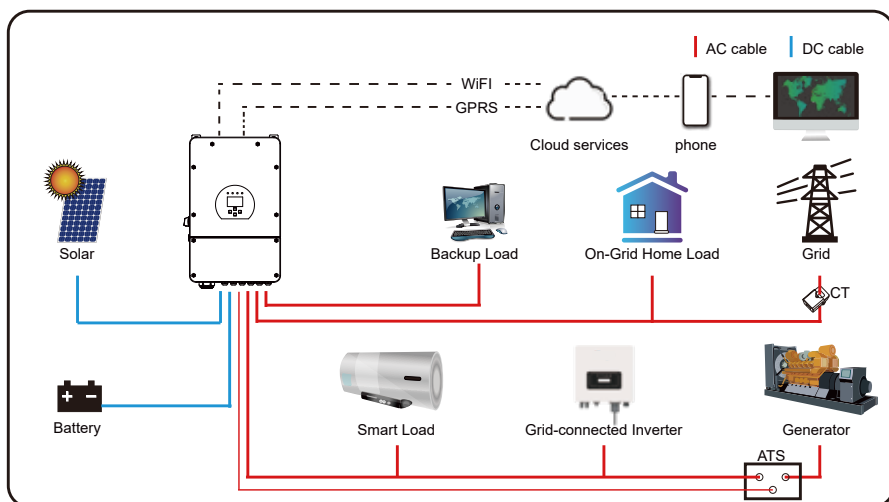 AC cable
DC cable
WiFI
GPRS
Cloud services
phone
Solar
Backup Load
On-Grid Home Load
Grid
CT
Battery
Smart Load
Grid-connected Inverter
Generator
ATS